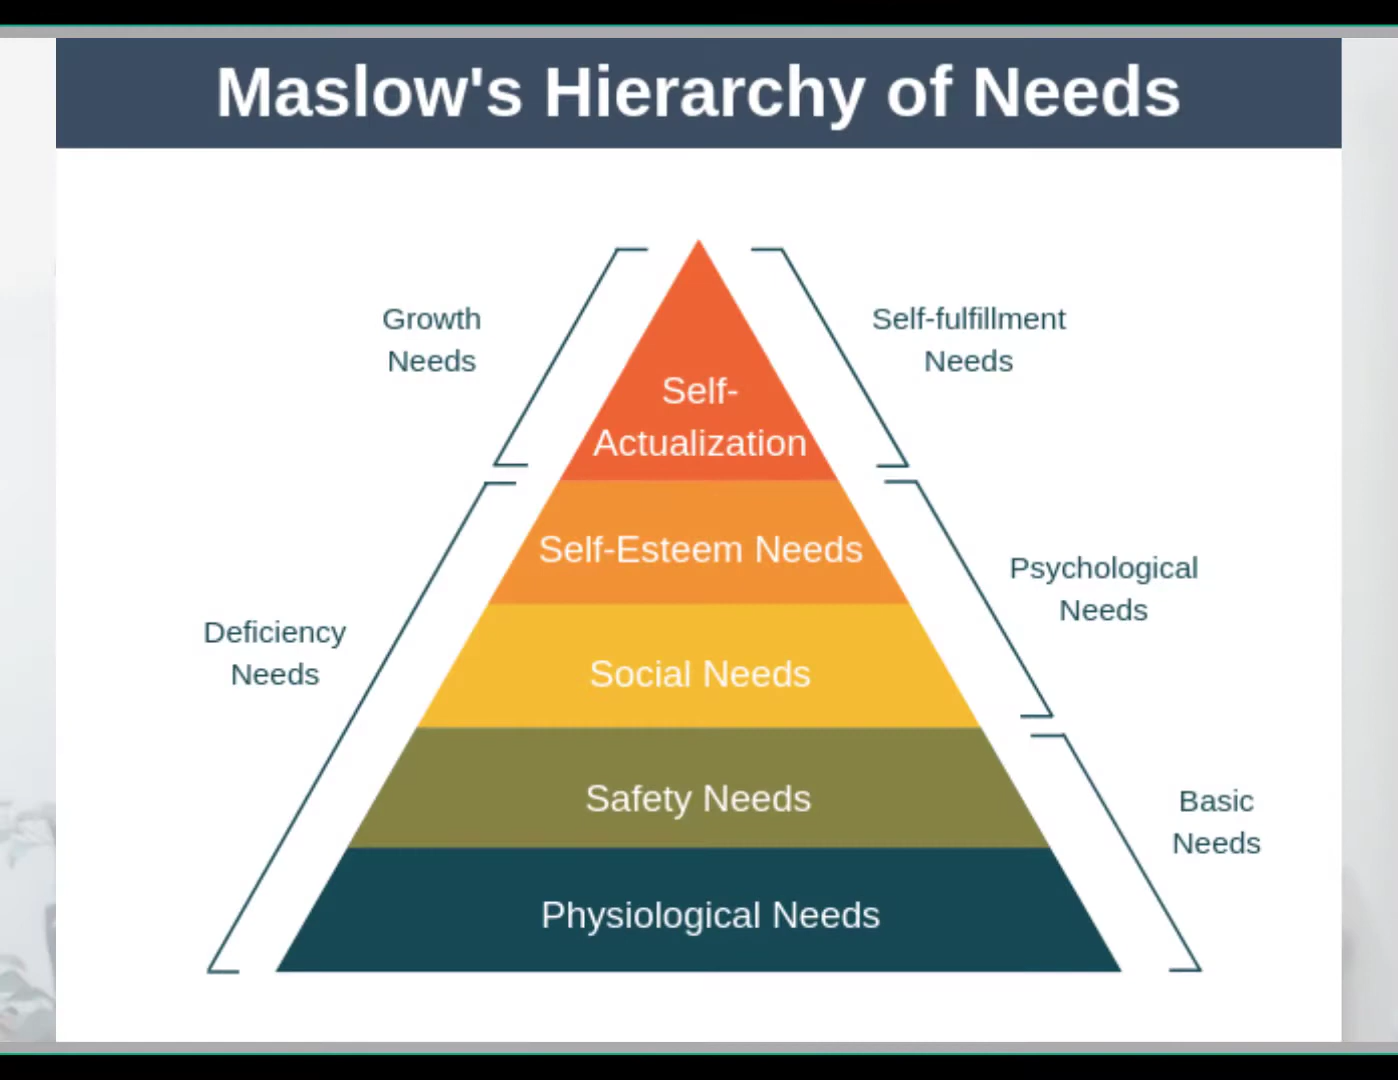 Maslow's Hierarchy of Needs
Growth
Needs
Self-fulfillment
Needs
Self-
Actualization
Self-Esteem Needs
Psychological
Needs
Deficiency
Needs
Social Needs
Safety Needs
Basic
Needs
Physiological Needs